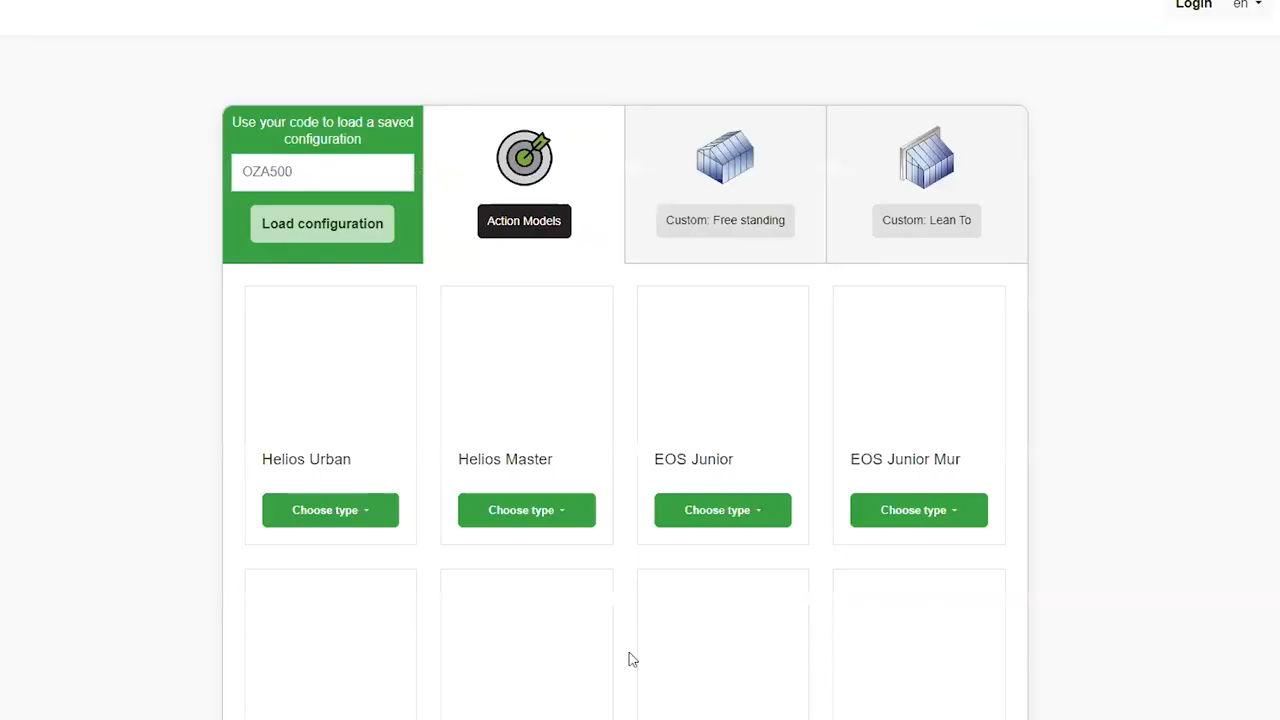 Login en
Use your code to load a saved
configuration
OZA500
Load configuration
Action Models
Custom: Free standing
Custom: Lean To
Helios Urban
Helios Master
EOS Junior
EOS Junior Mur
Choose type
Choose type
Choose type
Choose type